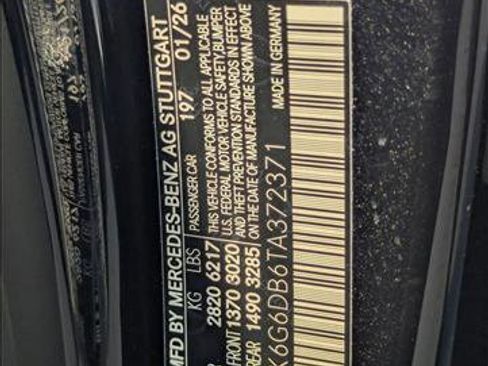 MFD BY MERCEDES-BENZ AG STUTTGART
KG LBS PASSENGER CAR 197 01/26
2820 6217 THIS VEHICLE CONFORMS TO ALL APPLICABLE
U.S. FEDERAL MOTOR VEHICLE SAFETY, BUMPER
FRONT 1370 3020 AND THEFT PREVENTION STANDARDS IN EFFECT
REAR 1490 3285 ON THE DATE OF MANUFACTURE SHOWN ABOVE
MADE IN GERMANY
K6G6DB6TA372371